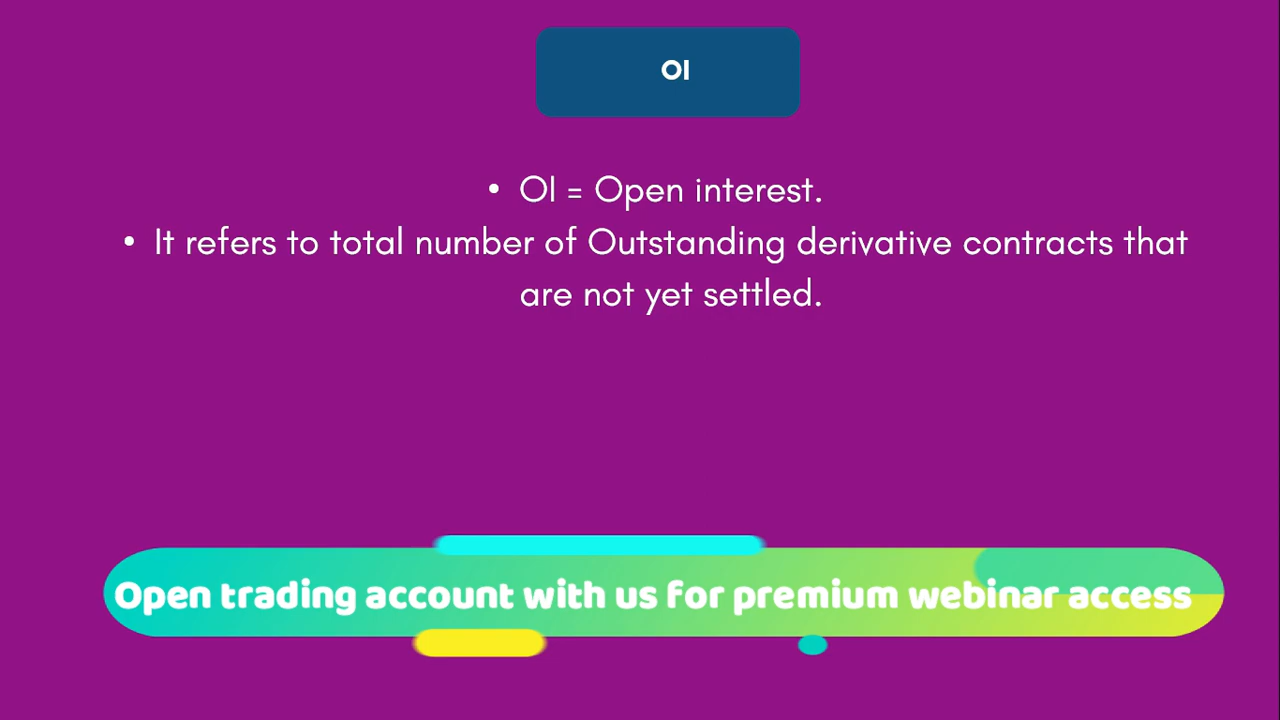 OI
• OI = Open interest.
• It refers to total number of Outstanding derivative contracts that
are not yet settled.
Open trading account with us for premium webinar access